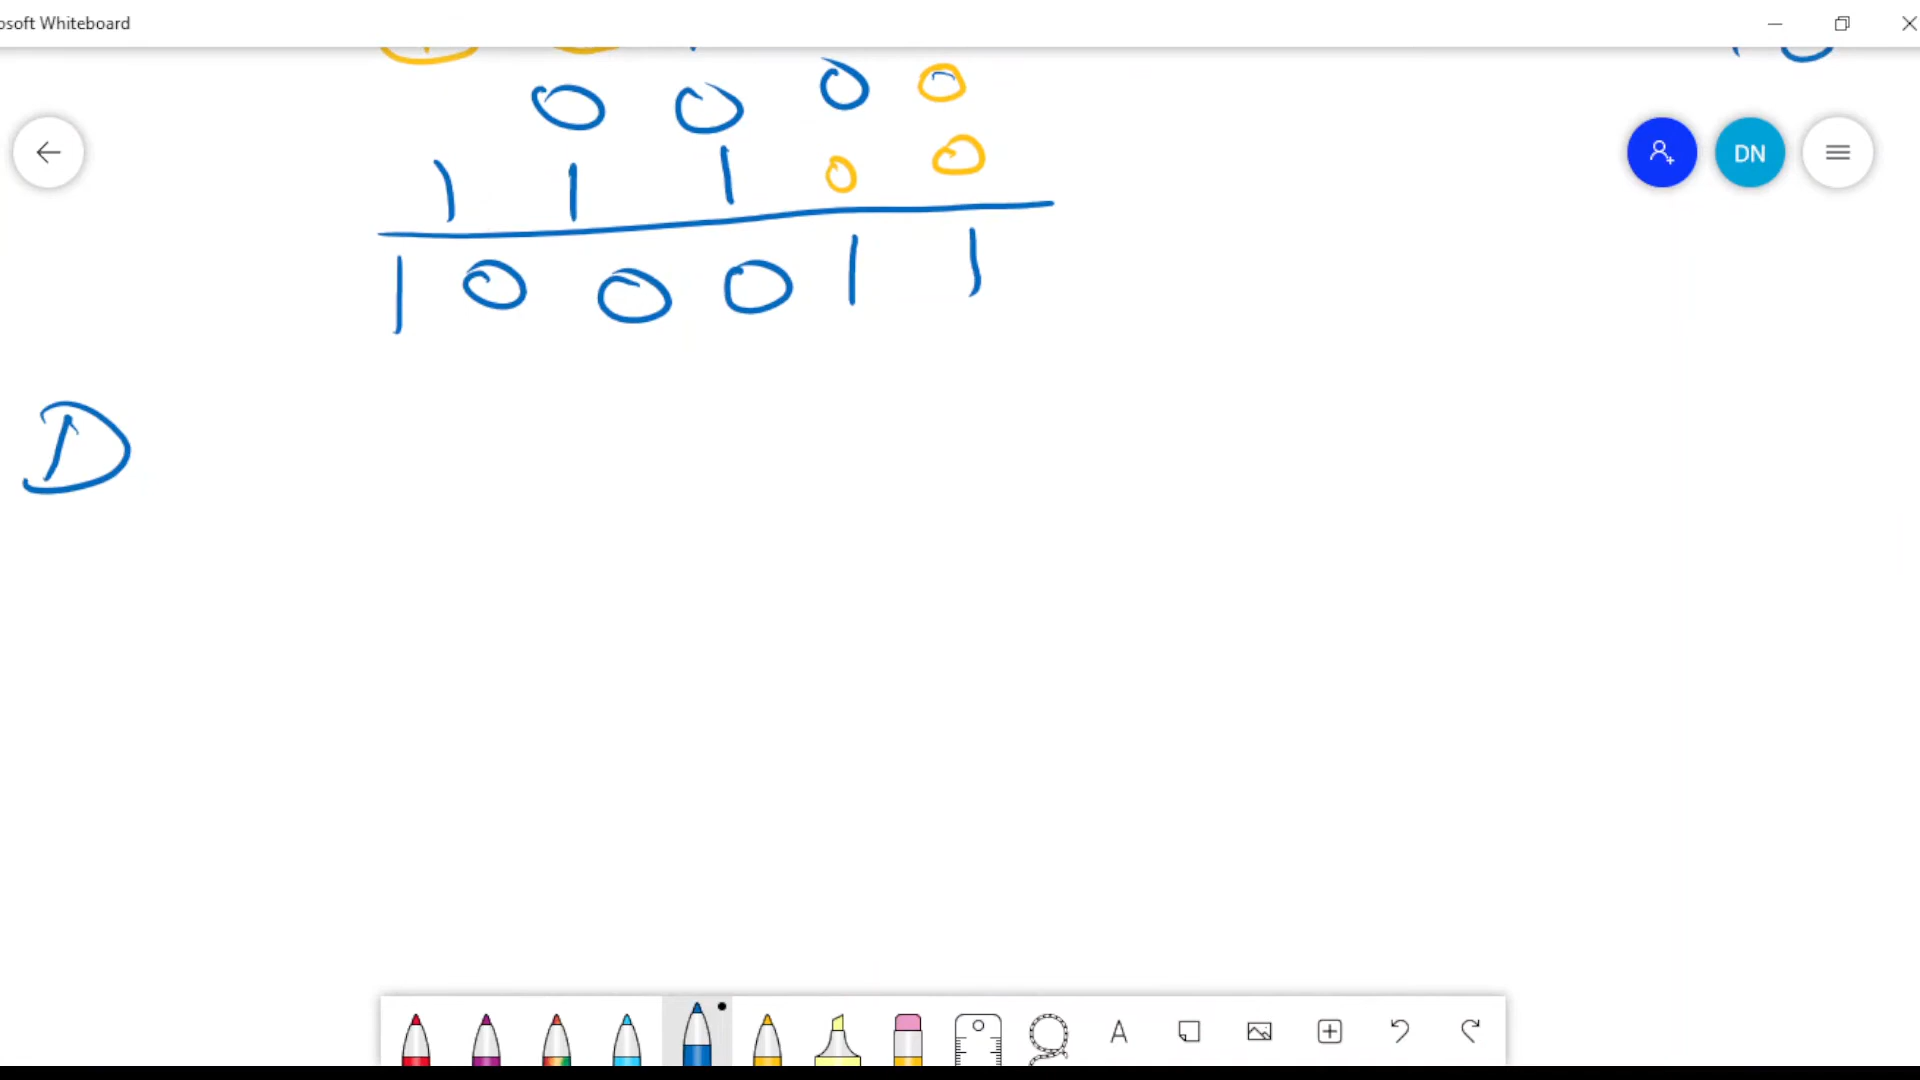 osoft Whiteboard
0 0 0 0
DN
1 1 1 0 0
1 0 0 0 1 1
D
A